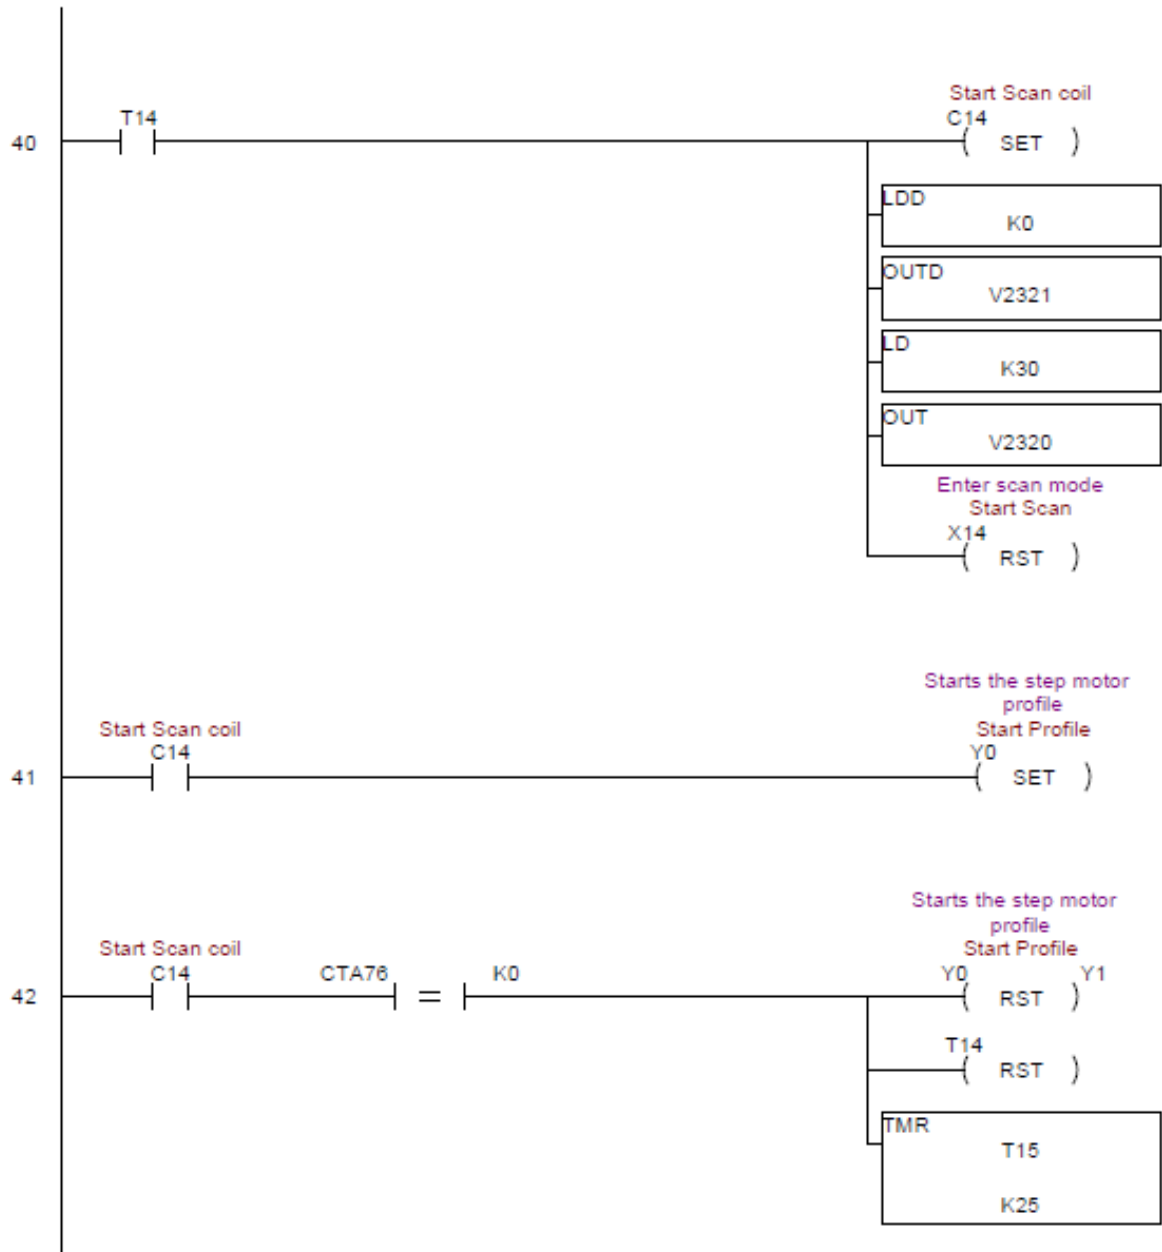 Start Scan coil
40
T14
C14
SET
LDD
K0
OUTD
V2321
LD
K30
OUT
V2320
Enter scan mode
Start Scan
X14
RST
Starts the step motor
profile
Start Scan coil
Start Profile
41
C14
Y0
SET
Starts the step motor
profile
Start Scan coil
Start Profile
42
C14
CTA76
=
K0
Y0
RST
Y1
T14
RST
TMR
T15
K25